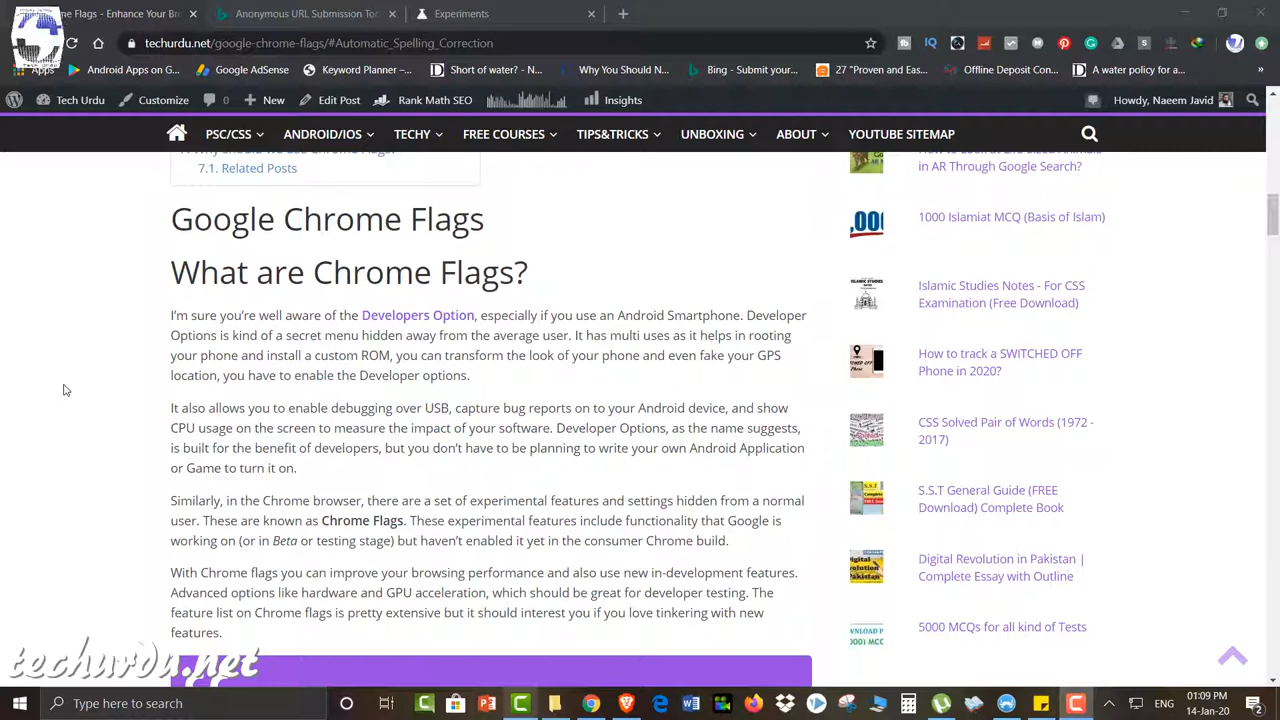 Flags - En
e Your Br
Anonymous
ubmission
Exp
techurdu.net/google-chrome-flags/#Automatic_Spelling_Correction
Apps
Android Apps on G...
Google AdSense
Keyword Planner –...
Why You Should N...
Bing - Submit your...
27 "Proven and Eas...
Offline Deposit Con...
A water policy for a...
»
Tech Urdu
Customize
0
New
Edit Post
Rank Math SEO
Insights
Howdy, Naeem Javid
PSC/CSS
ANDROID/IOS
TECHY
FREE COURSES
TIPS&TRICKS
UNBOXING
ABOUT
YOUTUBE SITEMAP
7.1. Related Posts
Google Chrome Flags
What are Chrome Flags?
I'm sure you're well aware of the Developers Option, especially if you use an Android Smartphone. Developer
Options is kind of a secret menu hidden away from the average user. It has multi uses as it helps in rooting
your phone and install a custom ROM, you can transform the look of your phone and even fake your GPS
location, you have to enable the Developer options.
It also allows you to enable debugging over USB, capture bug reports on to your Android device, and show
CPU usage on the screen to measure the impact of your software. Developer Options, as the name suggests,
is built for the benefit of developers, but you don't have to be planning to write your own Android Application
or Game to turn it on.
Similarly, in the Chrome browser, there are a lot of experimental features and settings hidden from a normal
user. These are known as Chrome Flags. These experimental features include functionality that Google is
working on (or in Beta or testing stage) but haven't enabled it yet in the consumer Chrome build.
With Chrome flags you can improve your browsing performance and also use new in-development features.
Advanced options like hardware and GPU acceleration, which should be great for developer testing. The
feature list on Chrome flags is pretty extensive but it should interest you if you love tinkering with new
features.
How to Look at Life Sized Animals
in AR Through Google Search?
1000 Islamiat MCQ (Basis of Islam)
Islamic Studies Notes - For CSS
Examination (Free Download)
How to track a SWITCHED OFF
Phone in 2020?
CSS Solved Pair of Words (1972 -
2017)
S.S.T General Guide (FREE
Download) Complete Book
Digital Revolution in Pakistan |
Complete Essay with Outline
5000 MCQs for all kind of Tests
techurdu.net
Type here to search
01:09 PM
14-Jan-20